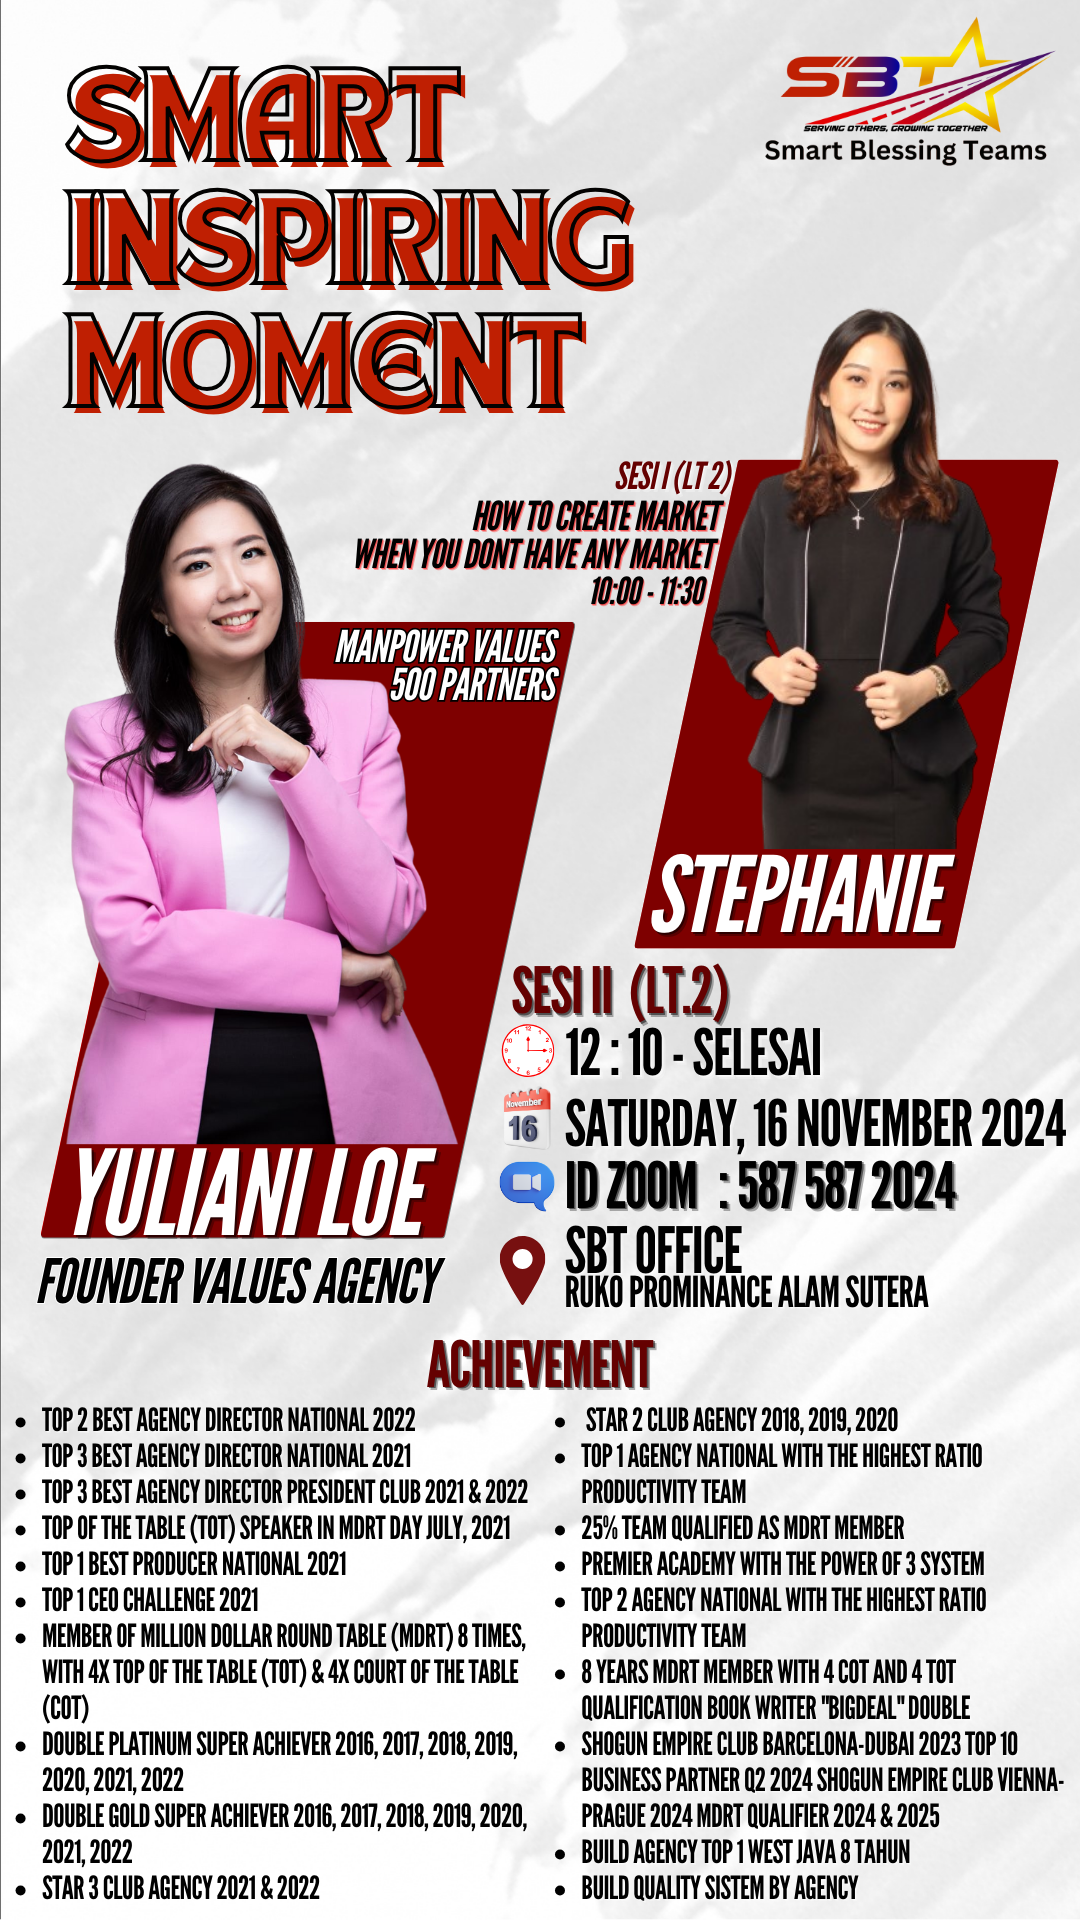 SMART
INSPIRING
MOMENT
SBT
SERVING OTHERS, GROWING TOGETHER
Smart Blessing Teams
SESI I (LT 2)
HOW TO CREATE MARKET
WHEN YOU DONT HAVE ANY MARKET
10:00 - 11:30
MANPOWER VALUES
500 PARTNERS
STEPHANIE
SESI II (LT.2)
12 : 10 - SELESAI
November
16
SATURDAY, 16 NOVEMBER 2024
ID ZOOM : 587 587 2024
SBT OFFICE
RUKO PROMINANCE ALAM SUTERA
YULIANI LOE
FOUNDER VALUES AGENCY
ACHIEVEMENT
• TOP 2 BEST AGENCY DIRECTOR NATIONAL 2022
• TOP 3 BEST AGENCY DIRECTOR NATIONAL 2021
• TOP 3 BEST AGENCY DIRECTOR PRESIDENT CLUB 2021 & 2022
• TOP OF THE TABLE (TOT) SPEAKER IN MDRT DAY JULY, 2021
• TOP 1 BEST PRODUCER NATIONAL 2021
• TOP 1 CEO CHALLENGE 2021
• MEMBER OF MILLION DOLLAR ROUND TABLE (MDRT) 8 TIMES,
WITH 4X TOP OF THE TABLE (TOT) & 4X COURT OF THE TABLE
(COT)
• DOUBLE PLATINUM SUPER ACHIEVER 2016, 2017, 2018, 2019,
2020, 2021, 2022
• DOUBLE GOLD SUPER ACHIEVER 2016, 2017, 2018, 2019, 2020,
2021, 2022
• STAR 3 CLUB AGENCY 2021 & 2022
• STAR 2 CLUB AGENCY 2018, 2019, 2020
• TOP 1 AGENCY NATIONAL WITH THE HIGHEST RATIO
PRODUCTIVITY TEAM
• 25% TEAM QUALIFIED AS MDRT MEMBER
• PREMIER ACADEMY WITH THE POWER OF 3 SYSTEM
• TOP 2 AGENCY NATIONAL WITH THE HIGHEST RATIO
PRODUCTIVITY TEAM
• 8 YEARS MDRT MEMBER WITH 4 COT AND 4 TOT
QUALIFICATION BOOK WRITER "BIGDEAL" DOUBLE
• SHOGUN EMPIRE CLUB BARCELONA-DUBAI 2023 TOP 10
BUSINESS PARTNER Q2 2024 SHOGUN EMPIRE CLUB VIENNA-
PRAGUE 2024 MDRT QUALIFIER 2024 & 2025
• BUILD AGENCY TOP 1 WEST JAVA 8 TAHUN
• BUILD QUALITY SISTEM BY AGENCY